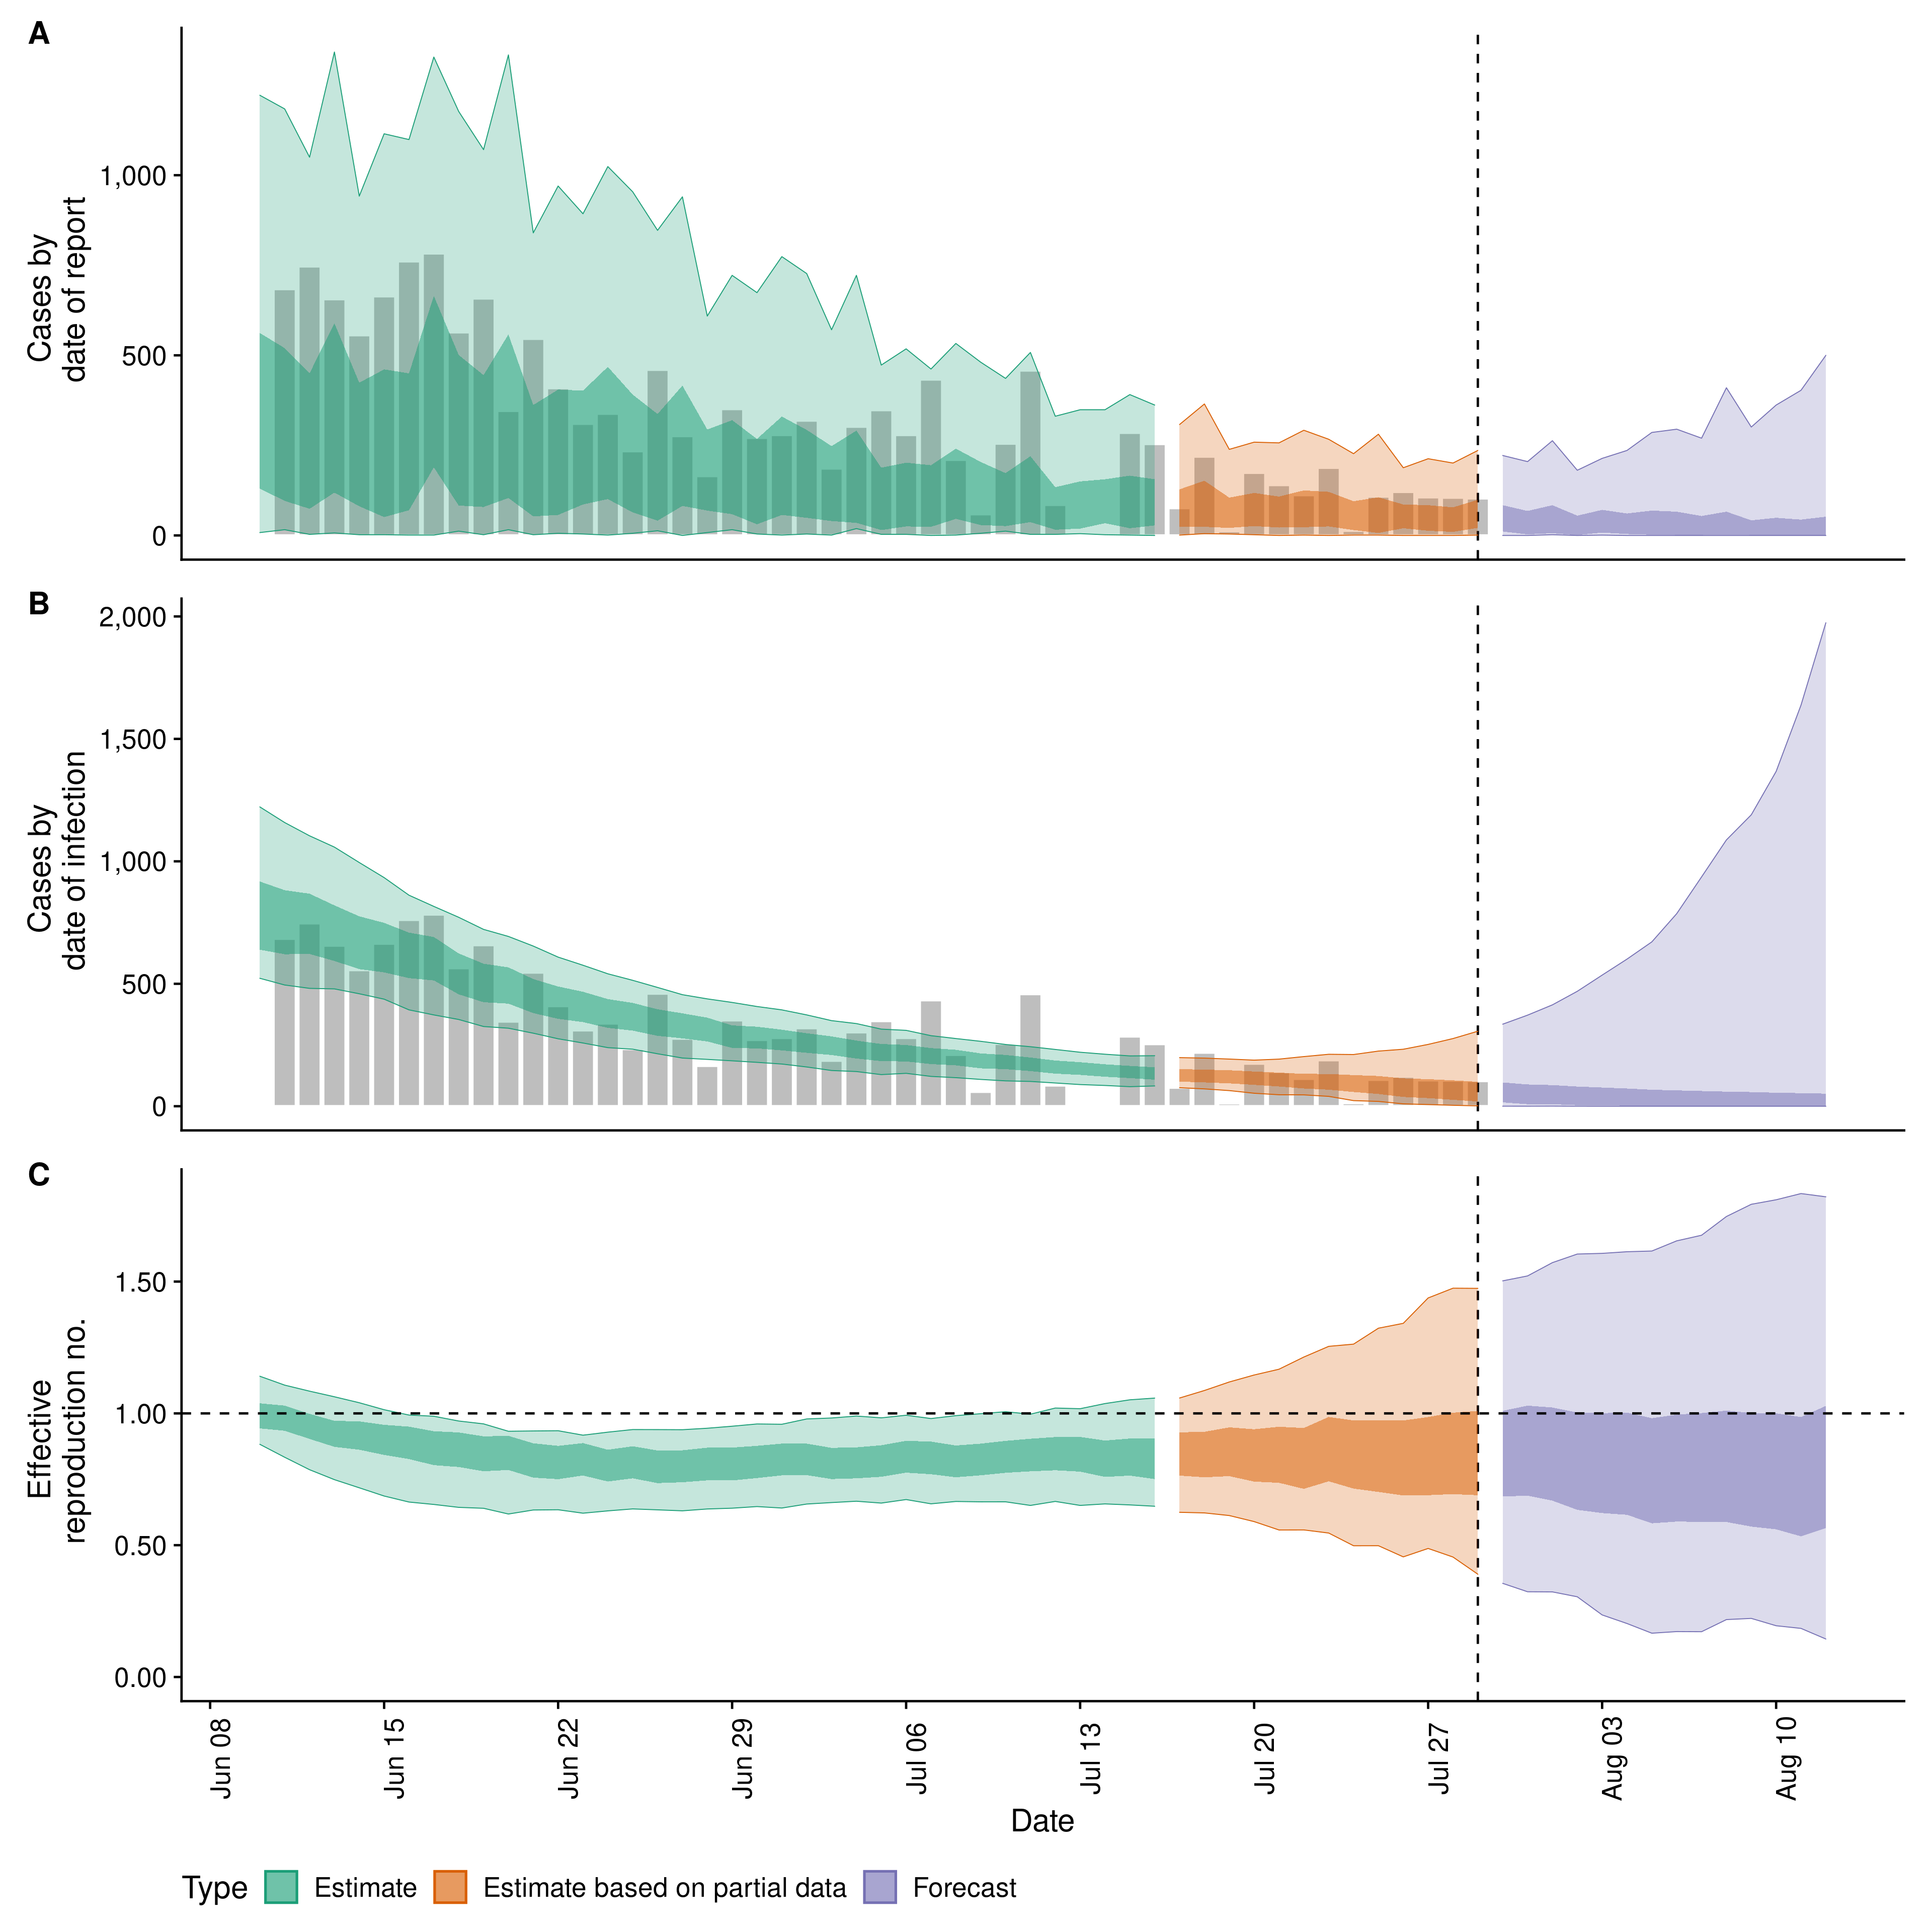 A
Cases by
date of report
1,000
500
0
B
Cases by
date of infection
2,000
1,500
1,000
500
0
C
Effective
reproduction no.
1.50
1.00
0.50
0.00
Jun 08
Jun 15
Jun 22
Jun 29
Jul 06
Jul 13
Jul 20
Jul 27
Aug 03
Aug 10
Date
Type
Estimate
Estimate based on partial data
Forecast